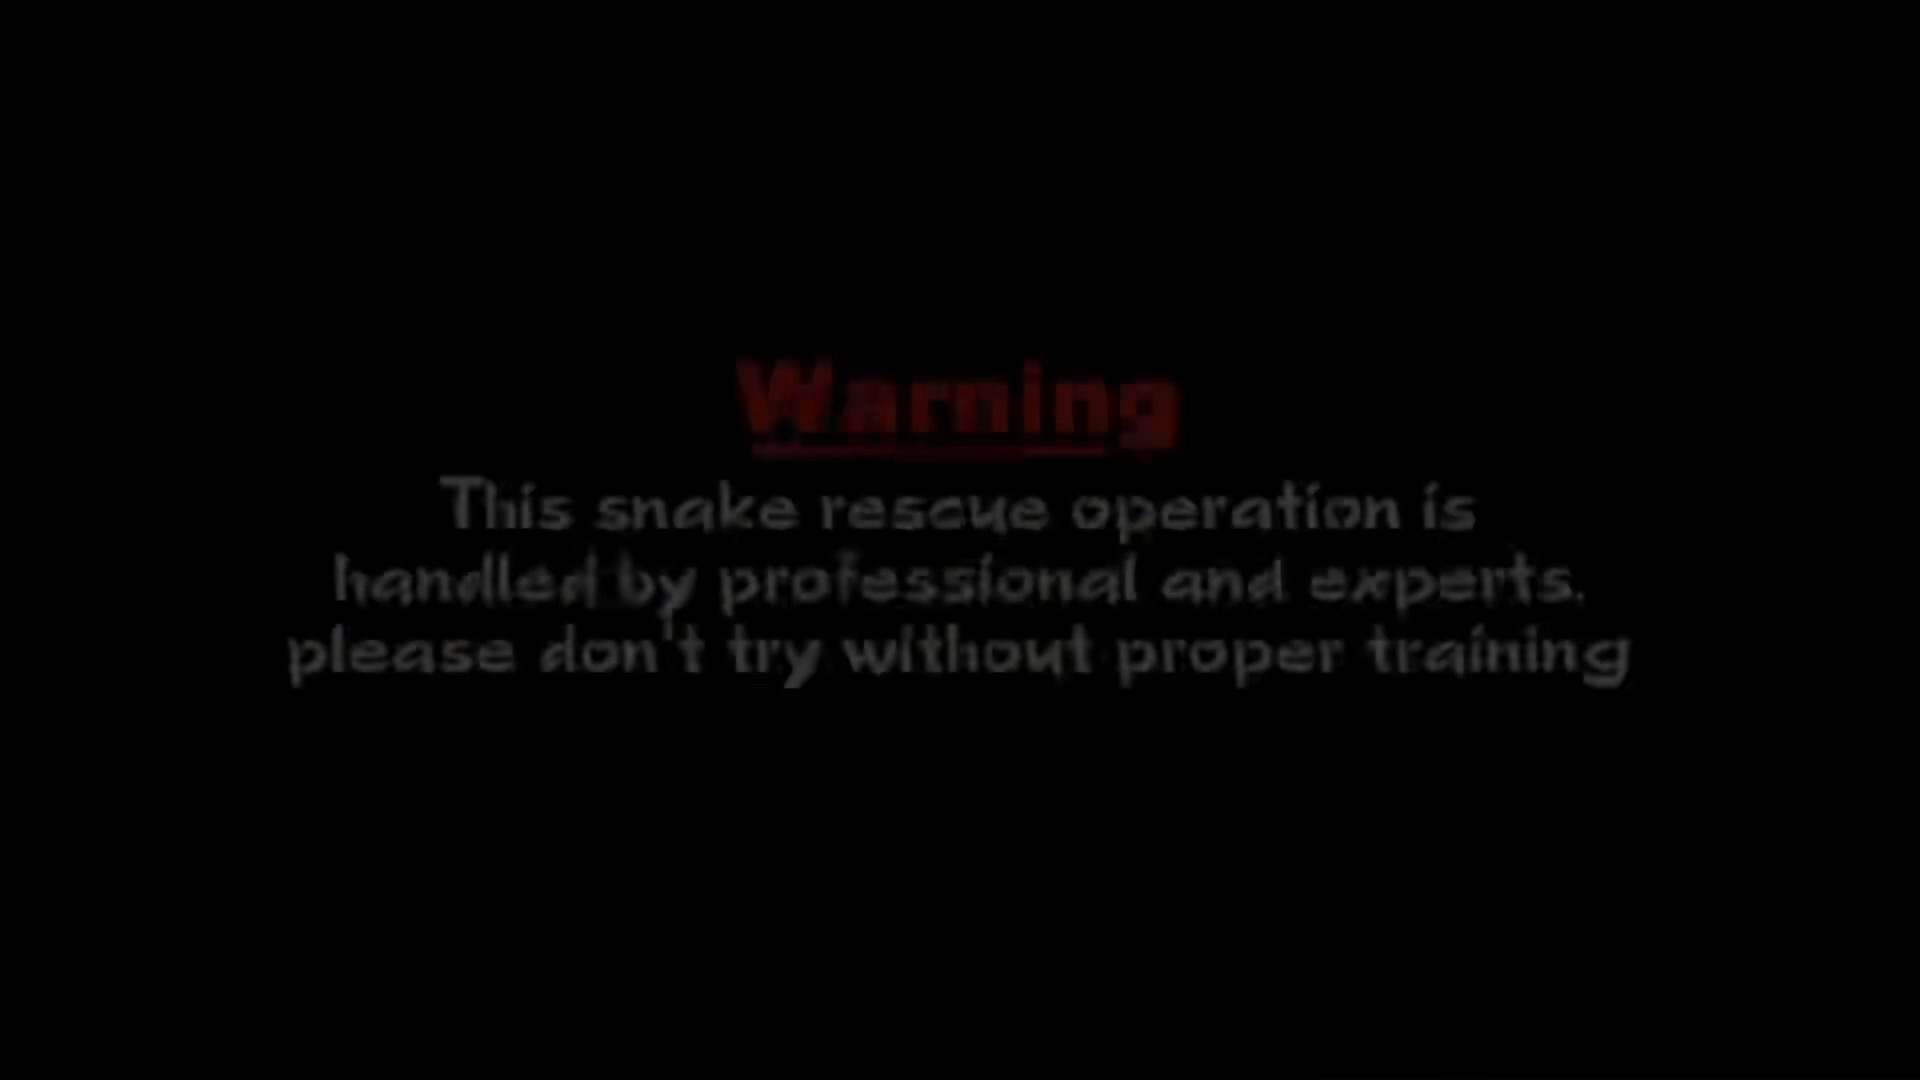 Warning
This snake rescue operation is
handled by professional and experts.
please don't try without proper training